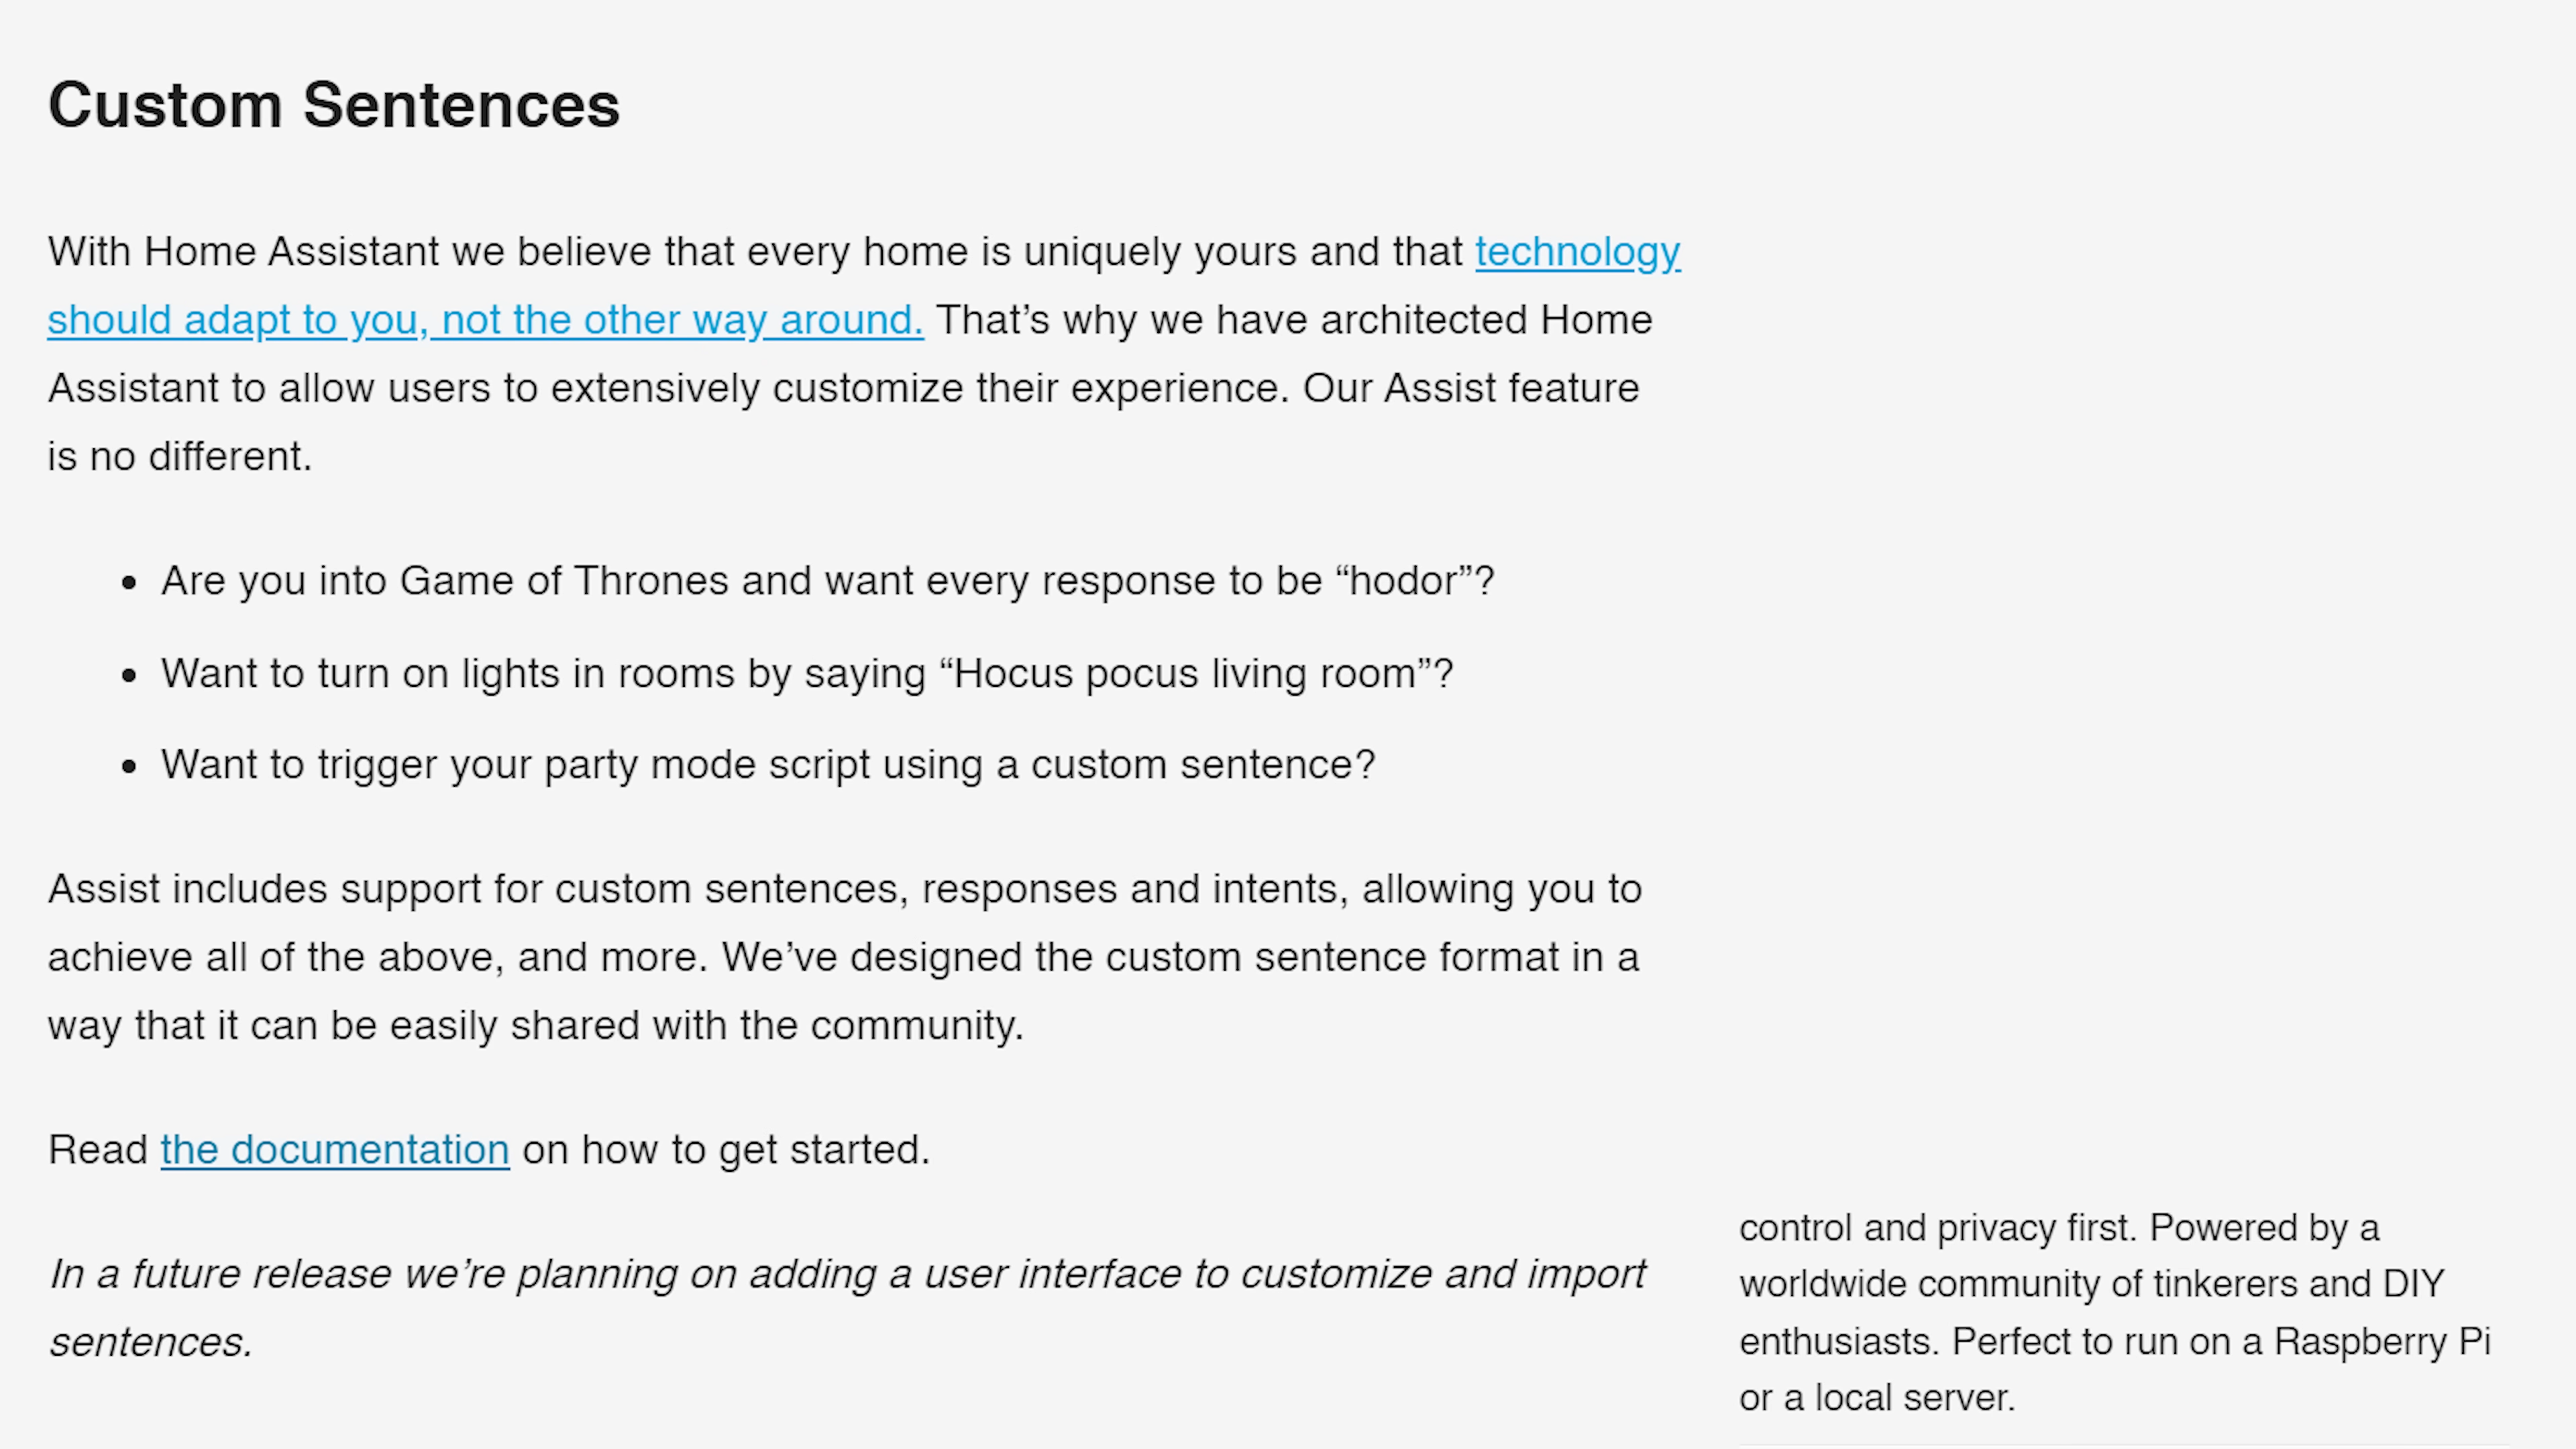 Custom Sentences
With Home Assistant we believe that every home is uniquely yours and that technology
should adapt to you, not the other way around. That’s why we have architected Home
Assistant to allow users to extensively customize their experience. Our Assist feature
is no different.
• Are you into Game of Thrones and want every response to be “hodor”?
• Want to turn on lights in rooms by saying “Hocus pocus living room”?
• Want to trigger your party mode script using a custom sentence?
Assist includes support for custom sentences, responses and intents, allowing you to
achieve all of the above, and more. We’ve designed the custom sentence format in a
way that it can be easily shared with the community.
Read the documentation on how to get started.
In a future release we’re planning on adding a user interface to customize and import
sentences.
control and privacy first. Powered by a
worldwide community of tinkerers and DIY
enthusiasts. Perfect to run on a Raspberry Pi
or a local server.